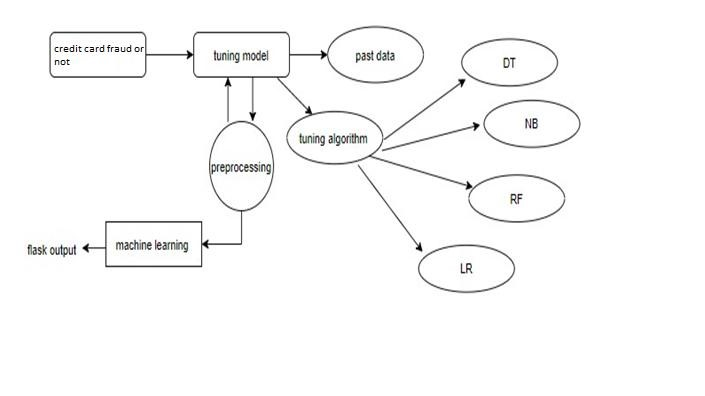 credit card fraud or
not
tuning model
past data
DT
NB
tuning algorithm
preprocessing
RF
machine learning
flask output
LR